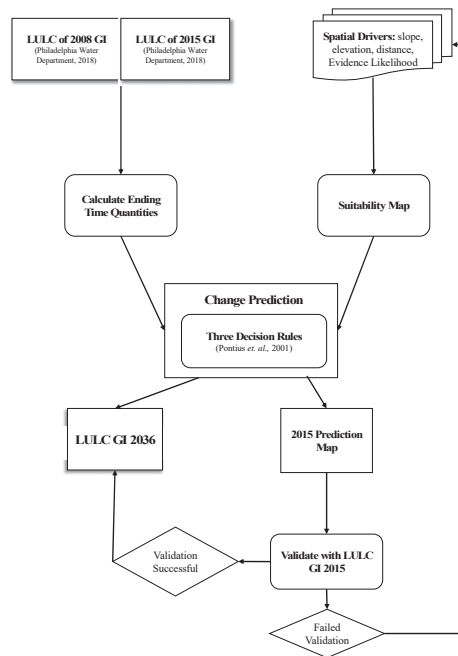 LULC of 2008 GI
(Philadelphia Water
Department, 2018)
LULC of 2015 GI
(Philadelphia Water
Department, 2018)
Spatial Drivers: slope,
elevation, distance,
Evidence Likelihood
Calculate Ending
Time Quantities
Suitability Map
Change Prediction
Three Decision Rules
(Pontius et. al., 2001)
LULC GI 2036
2015 Prediction
Map
Validation
Successful
Validate with LULC
GI 2015
Failed
Validation